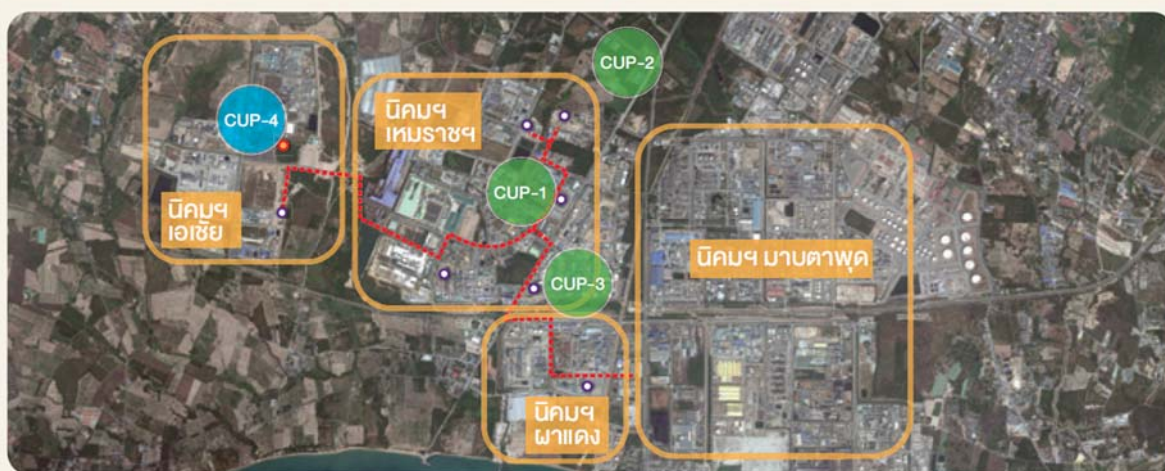 CUP-2
CUP-4
นิคมฯ
เหมราชฯ
CUP-1
นิคมฯ
เอเชีย
นิคมฯ มาบตาพุด
CUP-3
นิคมฯ
ผาแดง